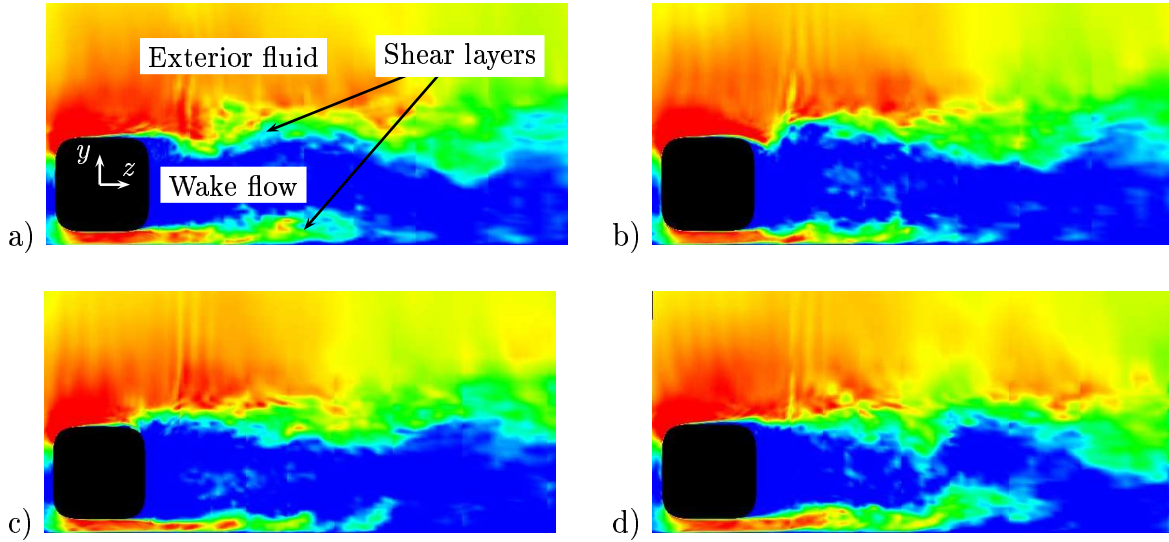 Exterior fluid
Shear layers
y
z
Wake flow
a)
b)
c)
d)